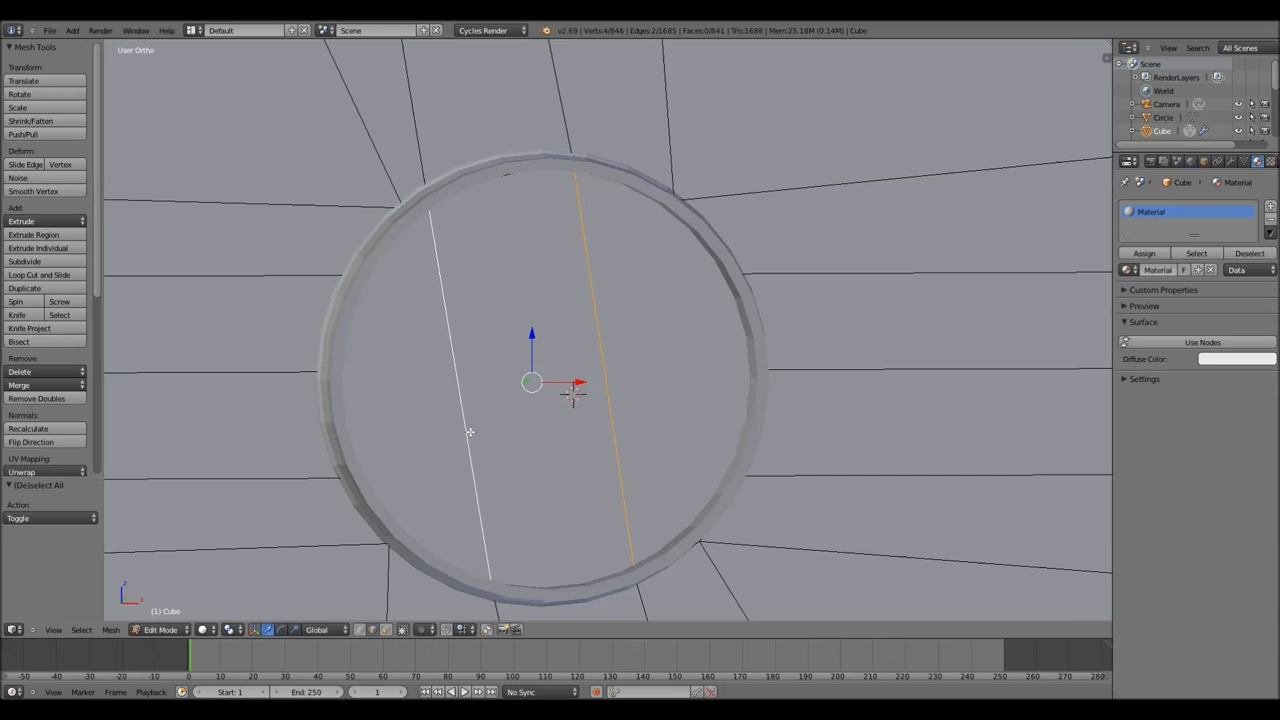 File Add Render Window Help Default Scene Cycles Render v2.69 | Verts:4/846 | Edges:2/1685 | Faces:0/841 | Tris:1688 | Mem:25.18M (0.14M) | Cube
Mesh Tools
Transform:
Translate
Rotate
Scale
Shrink/Fatten
Push/Pull
Deform:
Slide Edge Vertex
Noise
Smooth Vertex
Add:
Extrude
Extrude Region
Extrude Individual
Subdivide
Loop Cut and Slide
Duplicate
Spin Screw
Knife Select
Knife Project
Bisect
Remove:
Delete
Merge
Remove Doubles
Normals:
Recalculate
Flip Direction
UV Mapping:
Unwrap
(De)select All
Action
Toggle
User Ortho
z
x
(1) Cube
View Search All Scenes
Scene
RenderLayers |
World
Camera
Circle
Cube
Cube Material
Material
Assign Select Deselect
Material F Data
Custom Properties
Preview
Surface
Use Nodes
Diffuse Color:
Settings
View Select Mesh Edit Mode Global
-50 -40 -30 -20 -10 0 10 20 30 40 50 60 70 80 90 100 110 120 130 140 150 160 170 180 190 200 210 220 230 240 250 260 270 280
View Marker Frame Playback Start: 1 End: 250 1 No Sync